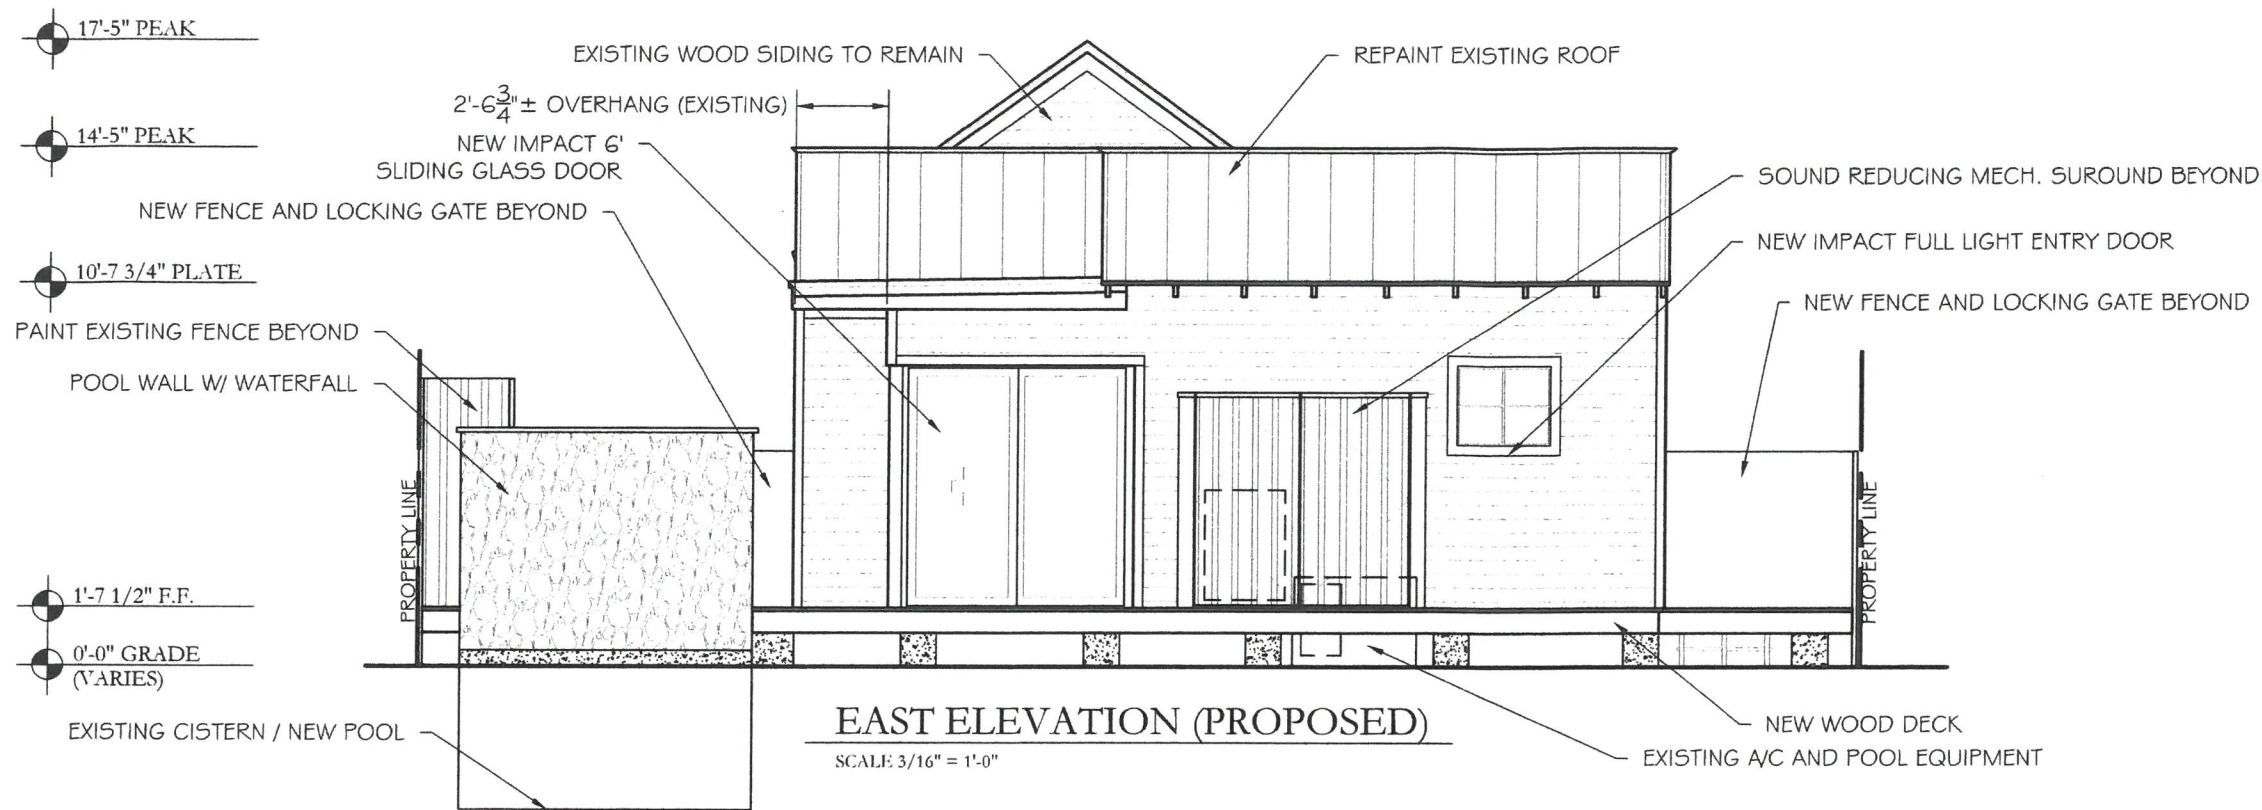 17'-5" PEAK
14'-5" PEAK
10'-7 3/4" PLATE
1'-7 1/2" F.F.
0'-0" GRADE
(VARIES)
EXISTING WOOD SIDING TO REMAIN
2'-6 3/4"± OVERHANG (EXISTING)
NEW IMPACT 6'
SLIDING GLASS DOOR
NEW FENCE AND LOCKING GATE BEYOND
PAINT EXISTING FENCE BEYOND
POOL WALL W/ WATERFALL
PROPERTY LINE
EXISTING CISTERN / NEW POOL
REPAINT EXISTING ROOF
SOUND REDUCING MECH. SUROUND BEYOND
NEW IMPACT FULL LIGHT ENTRY DOOR
NEW FENCE AND LOCKING GATE BEYOND
PROPERTY LINE
NEW WOOD DECK
EXISTING A/C AND POOL EQUIPMENT
EAST ELEVATION (PROPOSED)
SCALE 3/16" = 1'-0"